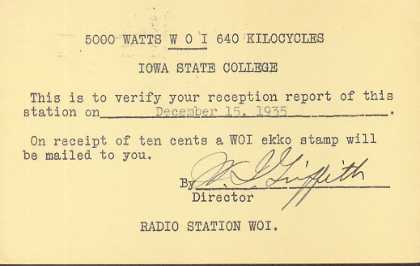 5000 WATTS W O I 640 KILOCYCLES
IOWA STATE COLLEGE
This is to verify your reception report of this
station on December 15, 1935
On receipt of ten cents a WOI ekko stamp will
be mailed to you.
By W. I. Griffith
Director
RADIO STATION WOI.